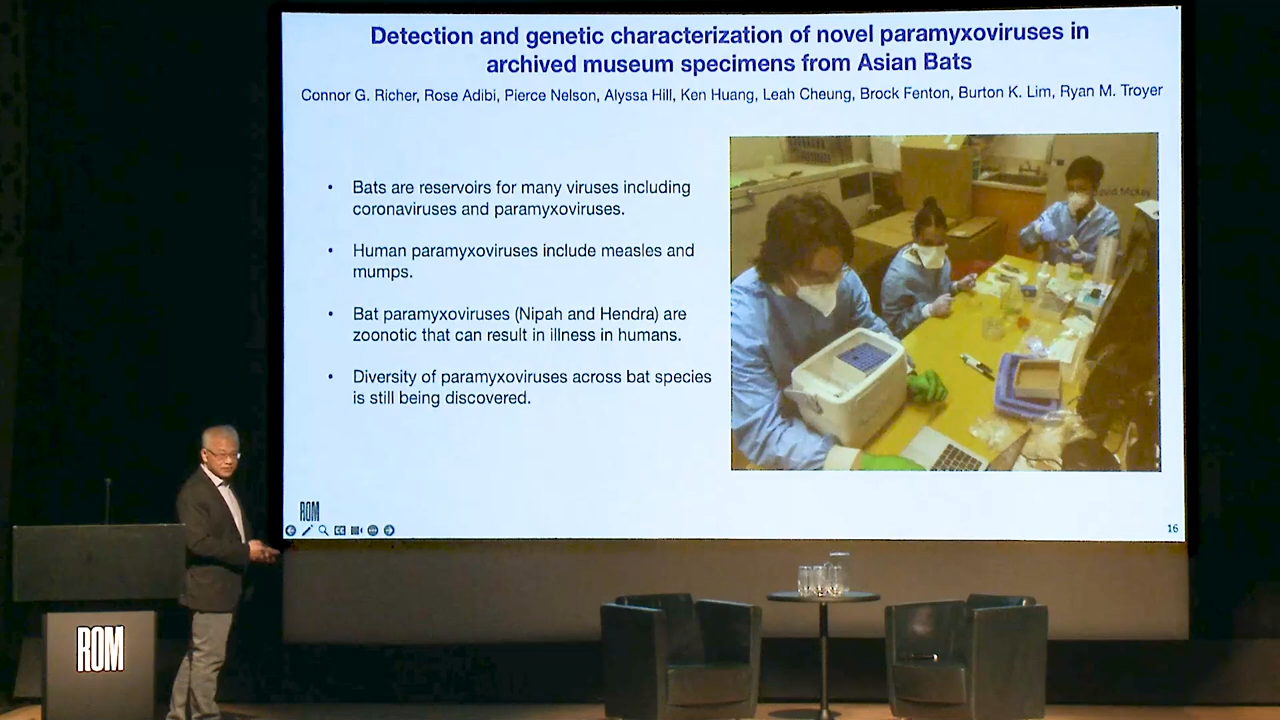 Detection and genetic characterization of novel paramyxoviruses in
archived museum specimens from Asian Bats
Connor G. Richer, Rose Adibi, Pierce Nelson, Alyssa Hill, Ken Huang, Leah Cheung, Brock Fenton, Burton K. Lim, Ryan M. Troyer
• Bats are reservoirs for many viruses including
coronaviruses and paramyxoviruses.
• Human paramyxoviruses include measles and
mumps.
• Bat paramyxoviruses (Nipah and Hendra) are
zoonotic that can result in illness in humans.
• Diversity of paramyxoviruses across bat species
is still being discovered.
David McKay
ROM
16
ROM